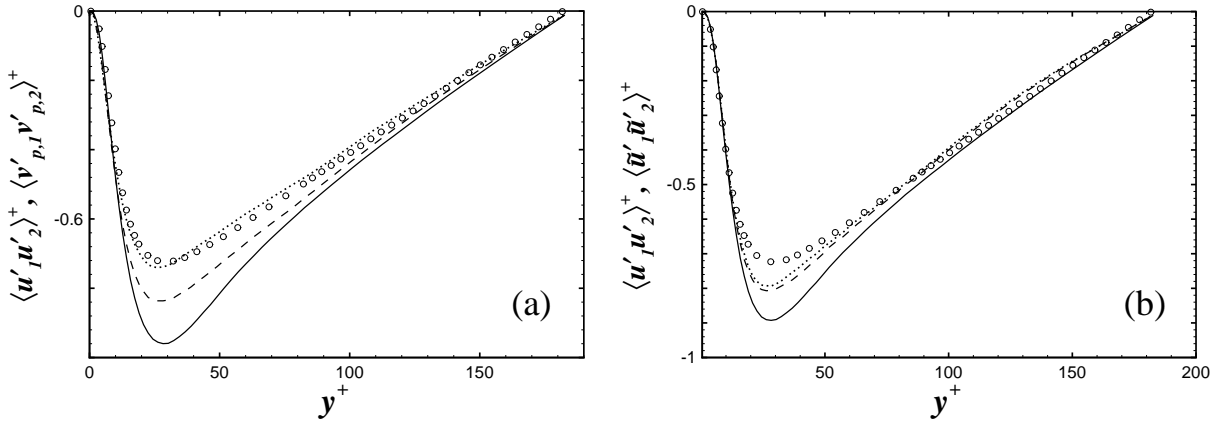 0
-0.6
0
50
100
150
y⁺
⟨u′₁u′₂⟩⁺, ⟨v′p,1v′p,2⟩⁺
(a)
0
-0.5
-1
50
100
150
200
y⁺
⟨u′₁u′₂⟩⁺, ⟨ũ′₁ũ′₂⟩⁺
(b)